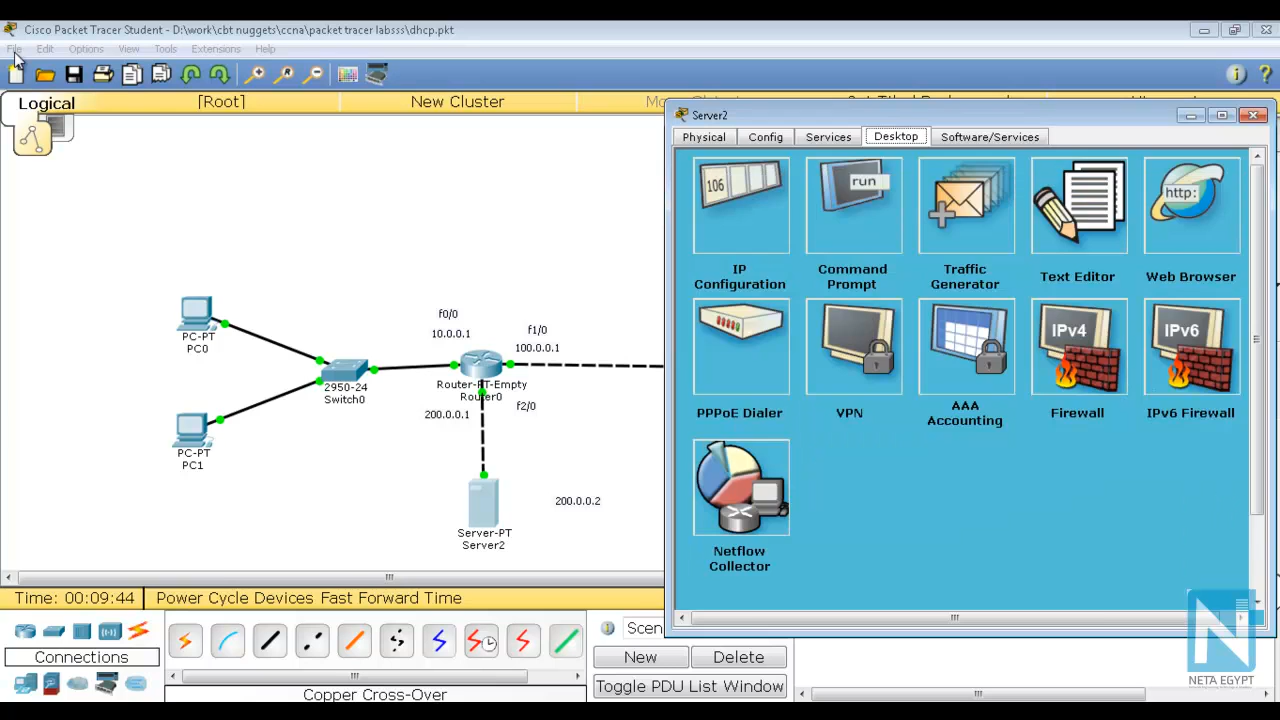 Cisco Packet Tracer Student - D:\work\cbt nuggets\ccna\packet tracer labsss\dhcp.pkt
File Edit Options View Tools Extensions Help
Logical
[Root]
New Cluster
Server2
Physical Config Services Desktop Software/Services
106
run
http:
IP Configuration
Command Prompt
Traffic Generator
Text Editor
Web Browser
IPv4
IPv6
PPPoE Dialer
VPN
AAA Accounting
Firewall
IPv6 Firewall
Netflow Collector
f0/0
10.0.0.1
f1/0
100.0.0.1
PC-PT
PC0
2950-24
Switch0
Router-PT-Empty
Router0
f2/0
200.0.0.1
PC-PT
PC1
200.0.0.2
Server-PT
Server2
Time: 00:09:44 Power Cycle Devices Fast Forward Time
Connections
Scen
New Delete
Toggle PDU List Window
Copper Cross-Over
N
NETA EGYPT